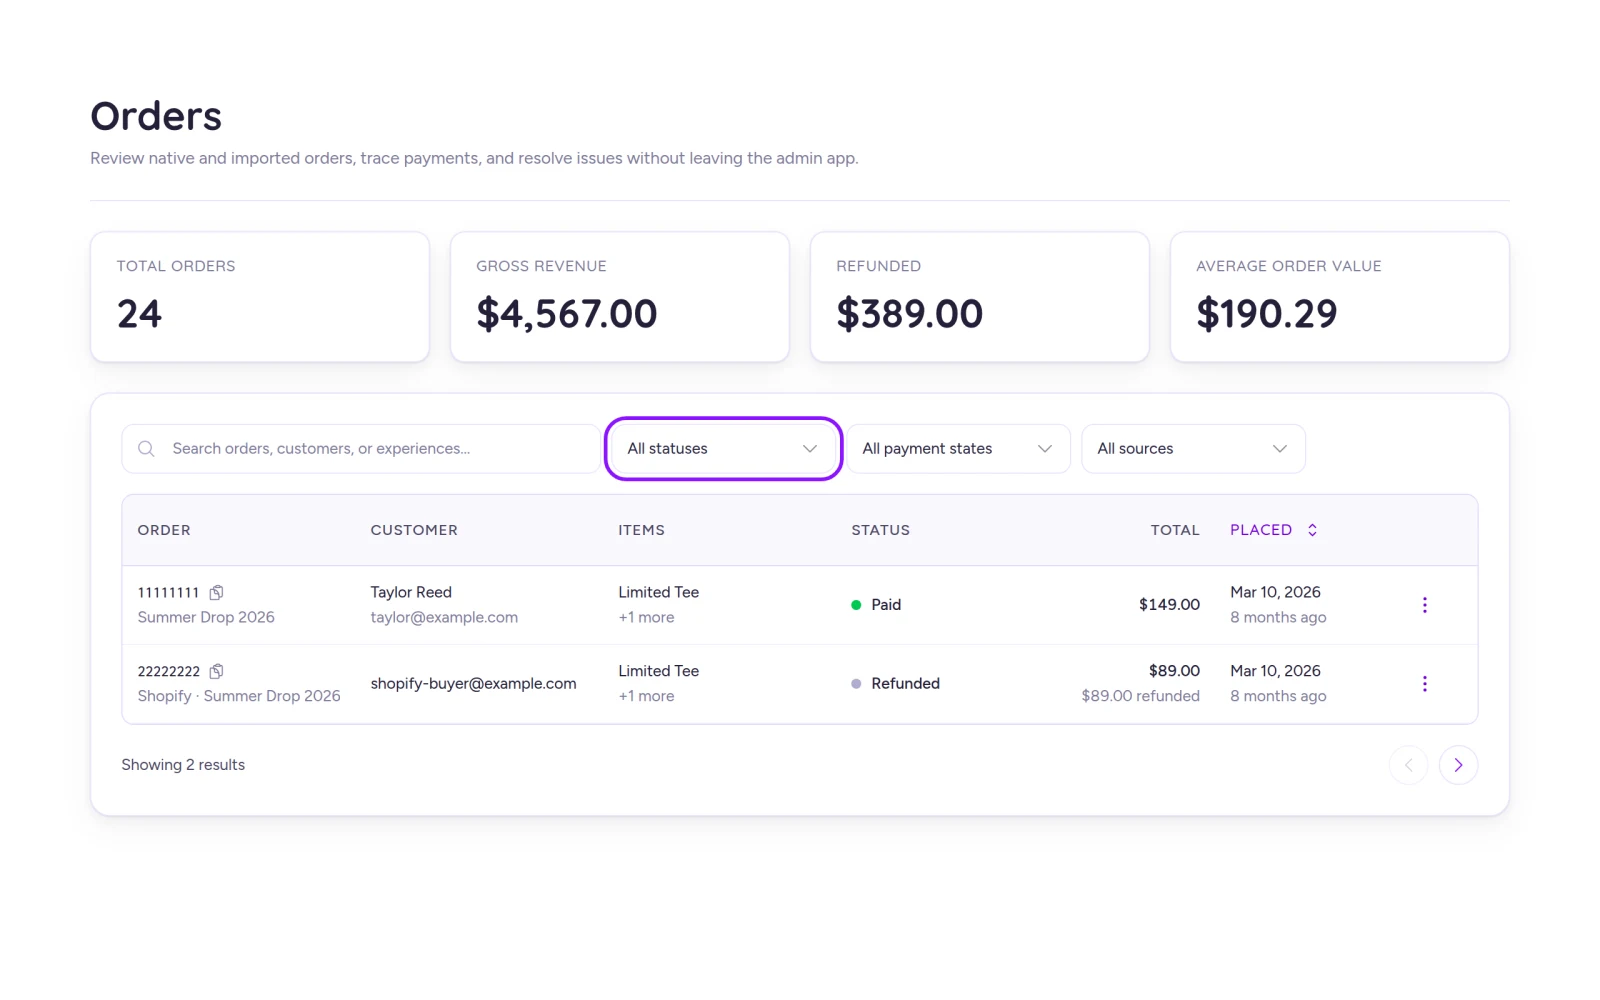 Orders
Review native and imported orders, trace payments, and resolve issues without leaving the admin app.
TOTAL ORDERS
24
GROSS REVENUE
$4,567.00
REFUNDED
$389.00
AVERAGE ORDER VALUE
$190.29
Search orders, customers, or experiences...
All statuses
All payment states
All sources
ORDER CUSTOMER ITEMS STATUS TOTAL PLACED
11111111 Taylor Reed Limited Tee Paid $149.00 Mar 10, 2026
Summer Drop 2026 taylor@example.com +1 more 8 months ago
22222222 shopify-buyer@example.com Limited Tee Refunded $89.00 Mar 10, 2026
Shopify · Summer Drop 2026 +1 more $89.00 refunded 8 months ago
Showing 2 results